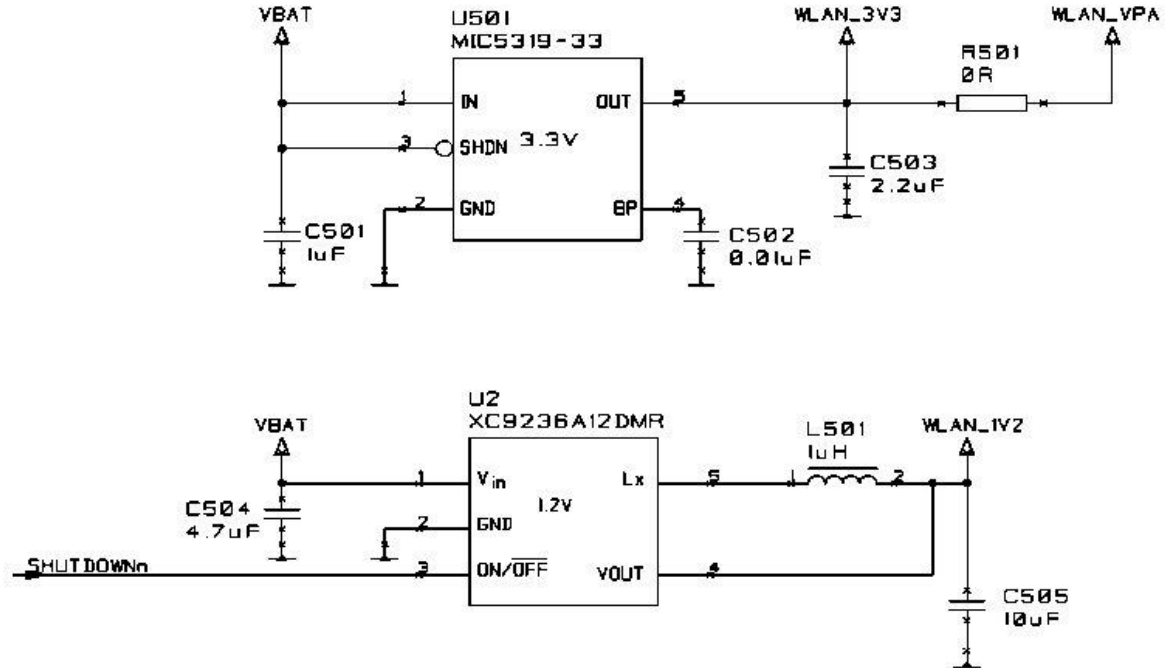 VBAT
U501
MIC5319-33
WLAN_3V3
WLAN_VPA
R501
0R
1
IN
OUT
5
3
SHDN
3.3V
C503
2.2uF
2
GND
BP
4
C501
1uF
C502
0.01uF
U2
XC9236A12DMR
VBAT
L501
1uH
WLAN_1V2
1
Vin
Lx
5
1
2
C504
4.7uF
1.2V
2
GND
SHUTDOWNn
3
ON/OFF
VOUT
4
C505
10uF